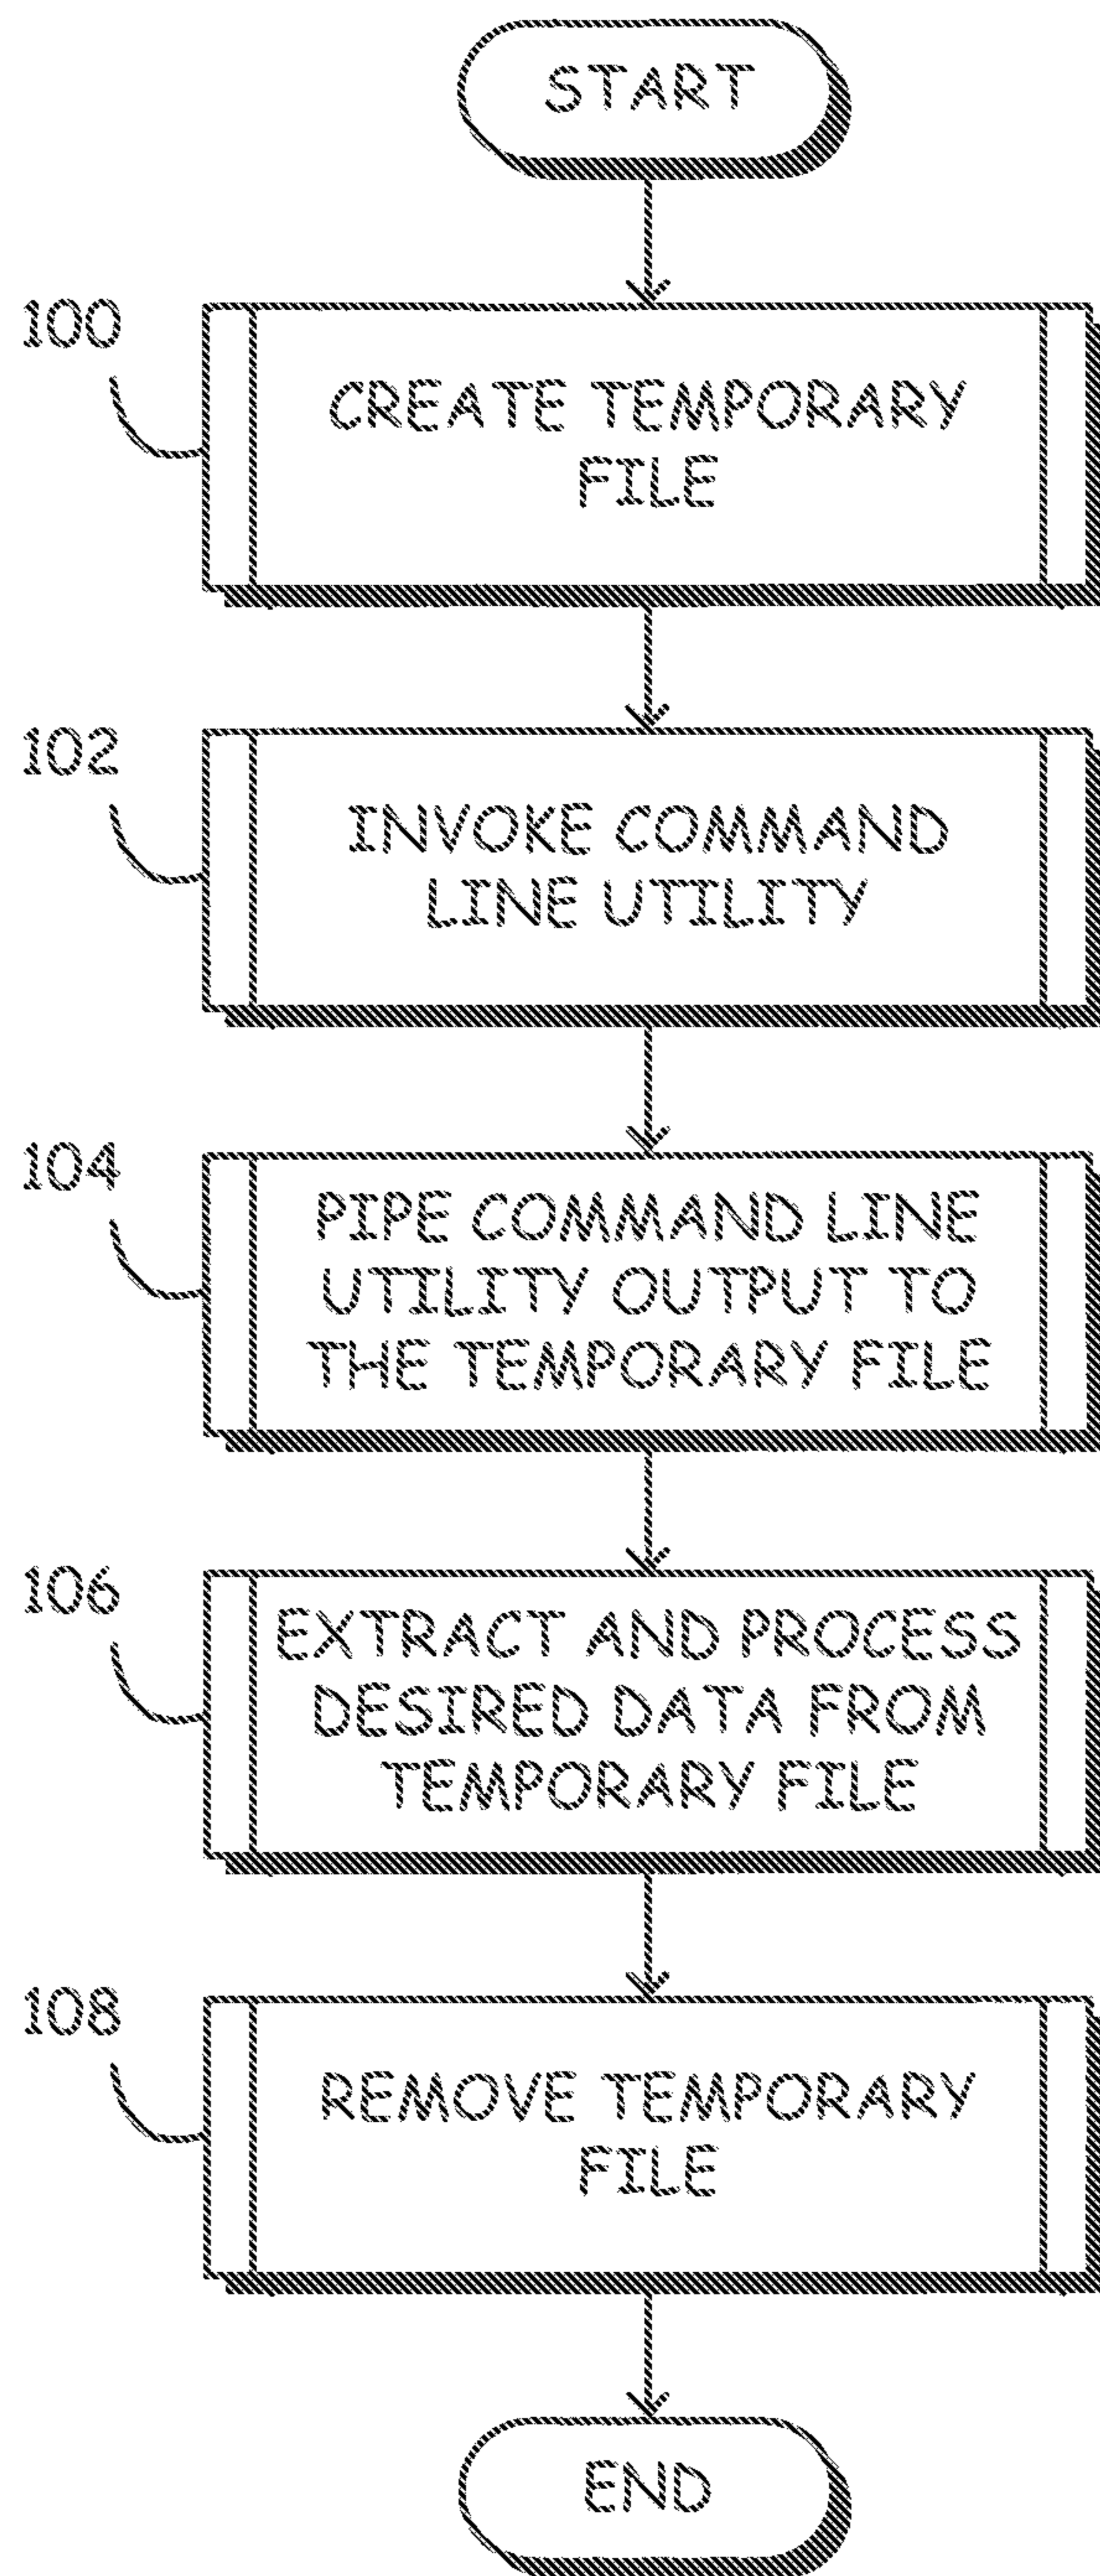 START
100
CREATE TEMPORARY
FILE
102
INVOKE COMMAND
LINE UTILITY
104
PIPE COMMAND LINE
UTILITY OUTPUT TO
THE TEMPORARY FILE
106
EXTRACT AND PROCESS
DESIRED DATA FROM
TEMPORARY FILE
108
REMOVE TEMPORARY
FILE
END